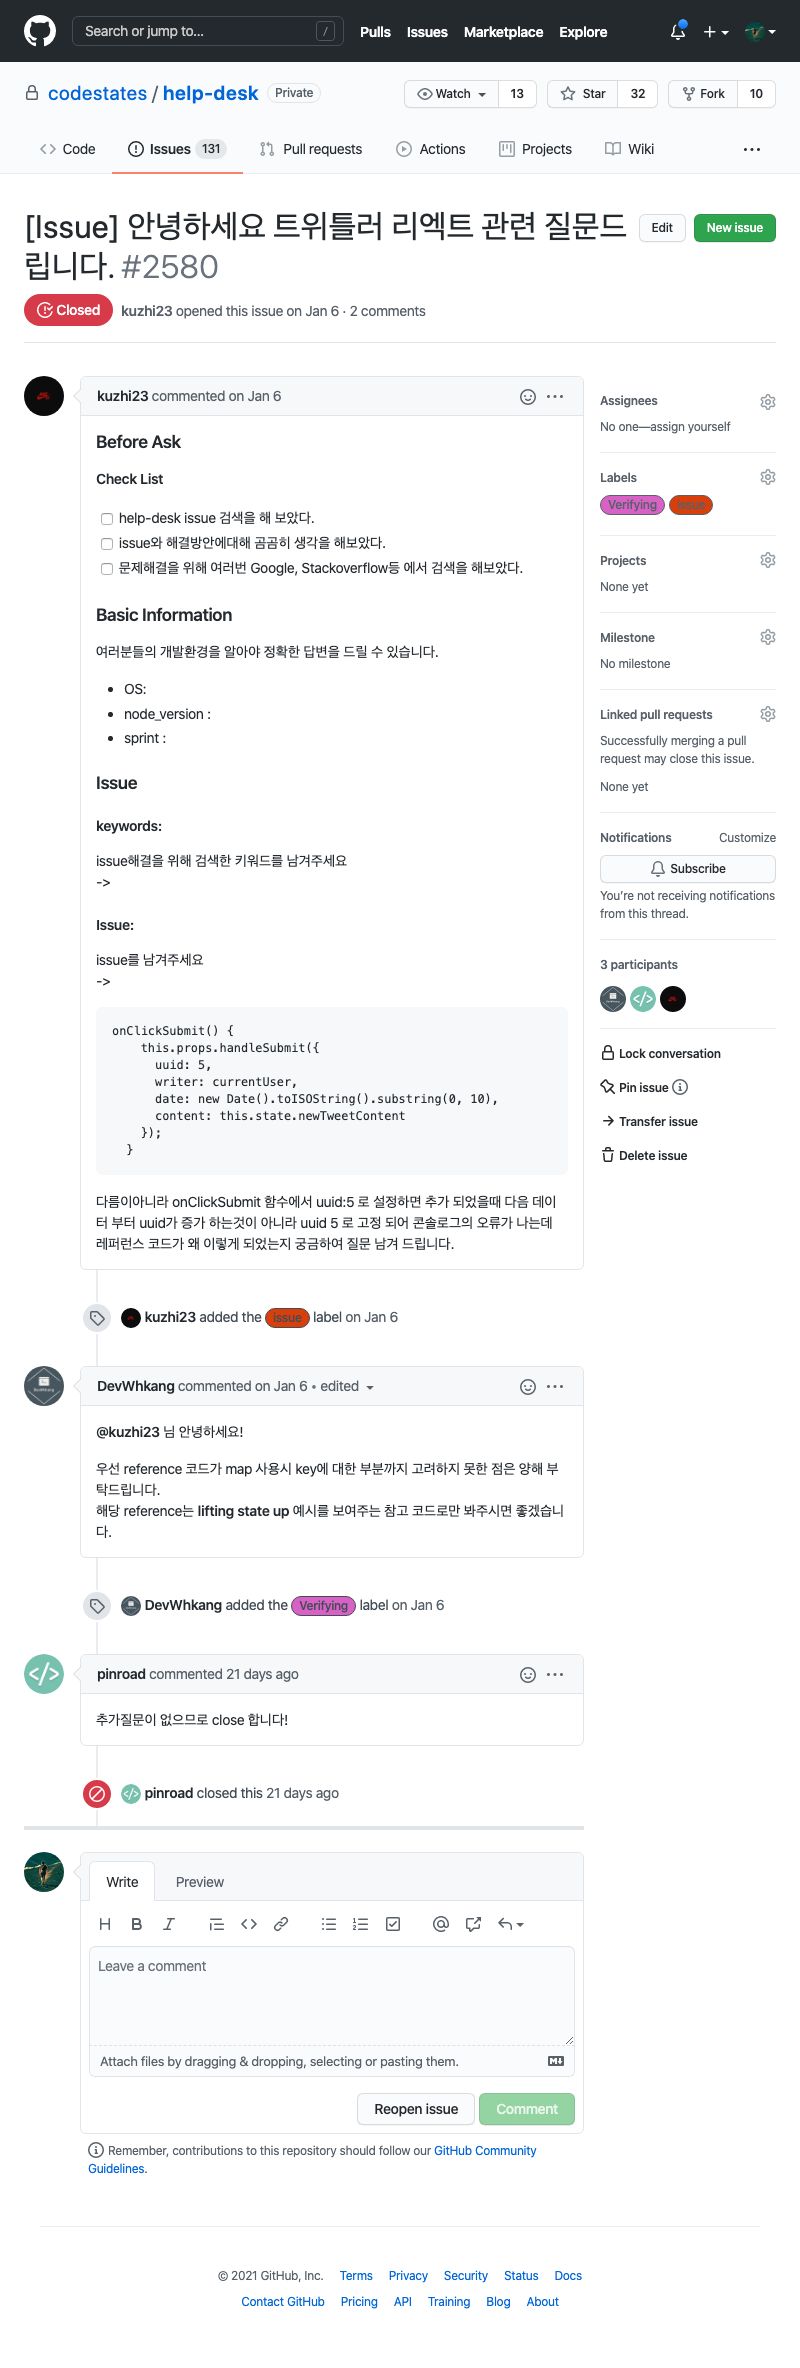 Search or jump to... /
Pulls Issues Marketplace Explore
codestates / help-desk Private
Watch 13 Star 32 Fork 10
Code Issues 131 Pull requests Actions Projects Wiki
[Issue] 안녕하세요 트위틀러 리엑트 관련 질문드
립니다. #2580
Edit New issue
Closed kuzhi23 opened this issue on Jan 6 · 2 comments
kuzhi23 commented on Jan 6
Before Ask
Check List
help-desk issue 검색을 해 보았다.
issue와 해결방안에대해 곰곰히 생각을 해보았다.
문제해결을 위해 여러번 Google, Stackoverflow등 에서 검색을 해보았다.
Basic Information
여러분들의 개발환경을 알아야 정확한 답변을 드릴 수 있습니다.
• OS:
• node_version :
• sprint :
Issue
keywords:
issue해결을 위해 검색한 키워드를 남겨주세요
->
Issue:
issue를 남겨주세요
->
onClickSubmit() {
this.props.handleSubmit({
uuid: 5,
writer: currentUser,
date: new Date().toISOString().substring(0, 10),
content: this.state.newTweetContent
});
}
다름이아니라 onClickSubmit 함수에서 uuid:5 로 설정하면 추가 되었을때 다음 데이
터 부터 uuid가 증가 하는것이 아니라 uuid 5 로 고정 되어 콘솔로그의 오류가 나는데
레퍼런스 코드가 왜 이렇게 되었는지 궁금하여 질문 남겨 드립니다.
kuzhi23 added the issue label on Jan 6
DevWhkang commented on Jan 6 • edited
@kuzhi23 님 안녕하세요!
우선 reference 코드가 map 사용시 key에 대한 부분까지 고려하지 못한 점은 양해 부
탁드립니다.
해당 reference는 lifting state up 예시를 보여주는 참고 코드로만 봐주시면 좋겠습니
다.
DevWhkang added the Verifying label on Jan 6
pinroad commented 21 days ago
추가질문이 없으므로 close 합니다!
pinroad closed this 21 days ago
Assignees
No one—assign yourself
Labels
Verifying issue
Projects
None yet
Milestone
No milestone
Linked pull requests
Successfully merging a pull
request may close this issue.
None yet
Notifications Customize
Subscribe
You're not receiving notifications
from this thread.
3 participants
Lock conversation
Pin issue
Transfer issue
Delete issue
Write Preview
Leave a comment
Attach files by dragging & dropping, selecting or pasting them.
Reopen issue Comment
Remember, contributions to this repository should follow our GitHub Community
Guidelines.
© 2021 GitHub, Inc. Terms Privacy Security Status Docs
Contact GitHub Pricing API Training Blog About